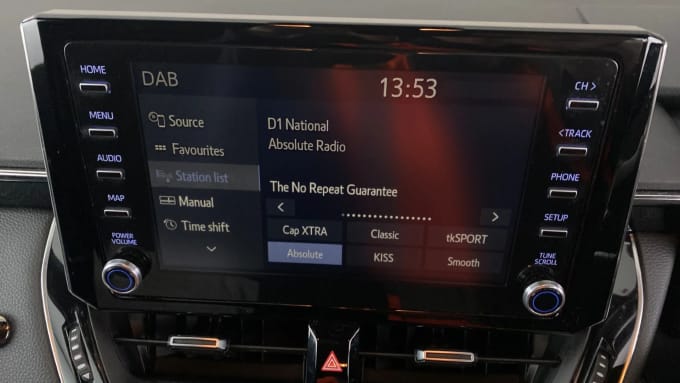 HOME
MENU
AUDIO
MAP
POWER
VOLUME
DAB
13:53
Source
Favourites
Station list
Manual
Time shift
D1 National
Absolute Radio
The No Repeat Guarantee
Cap XTRA
Classic
tkSPORT
Absolute
KISS
Smooth
CH >
< TRACK
PHONE
SETUP
TUNE
SCROLL